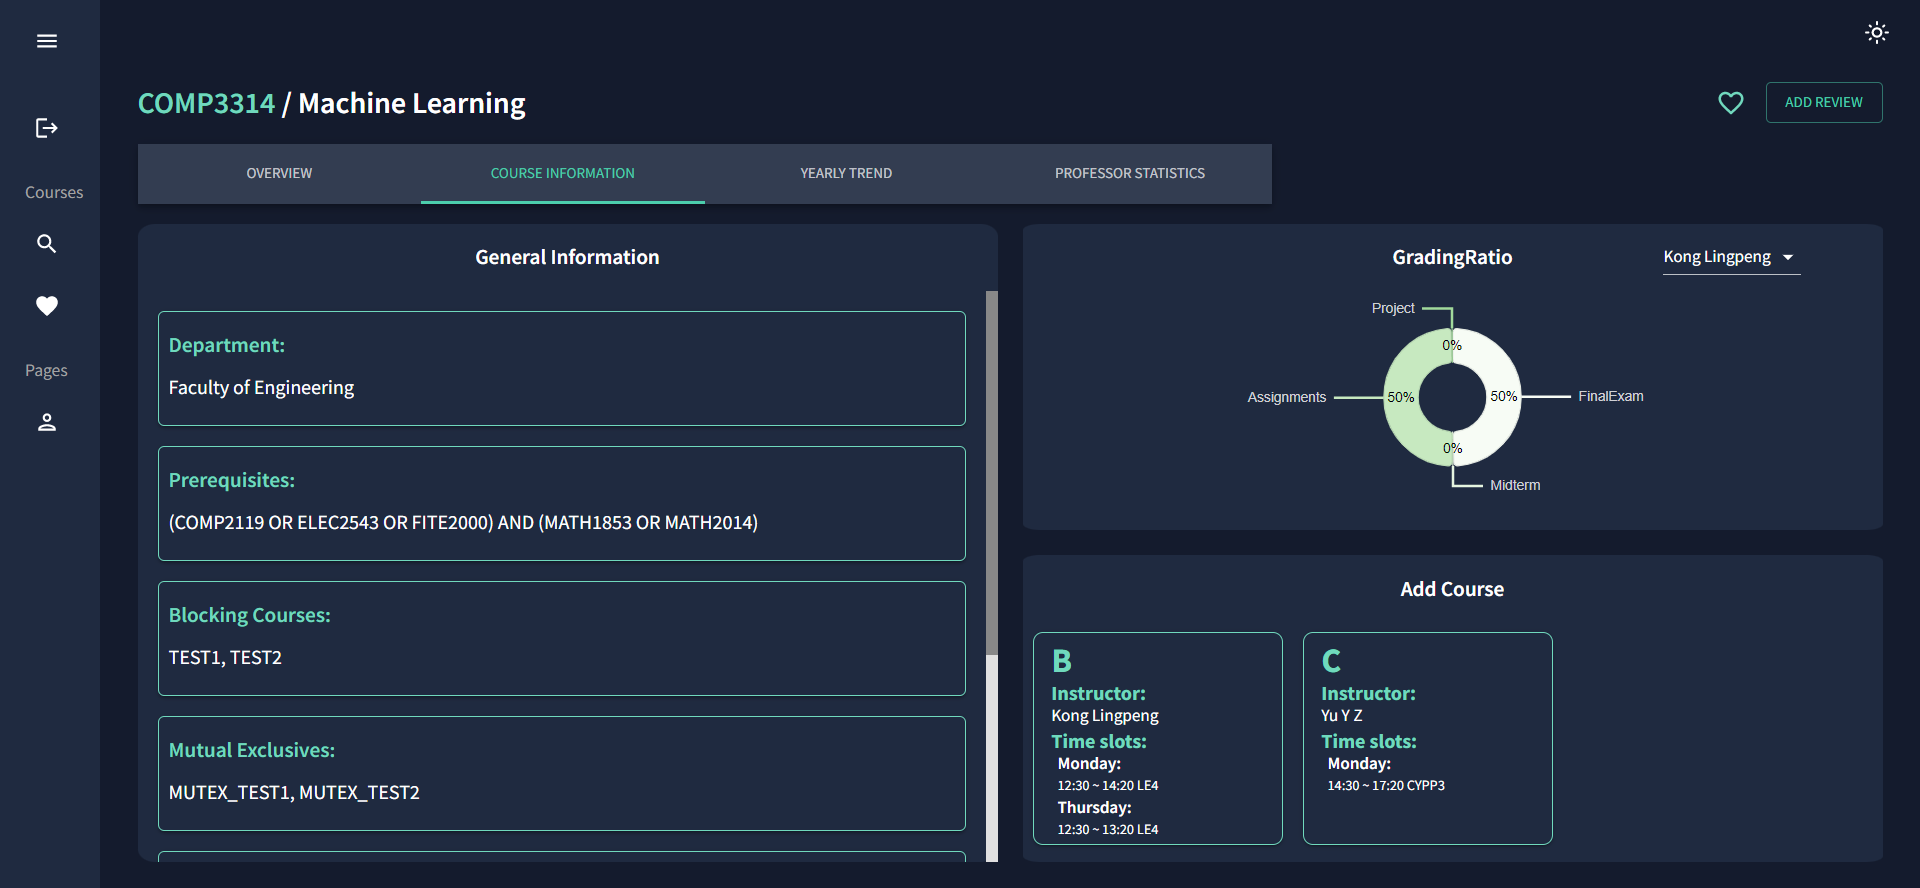 COMP3314 / Machine Learning
ADD REVIEW
OVERVIEW
COURSE INFORMATION
YEARLY TREND
PROFESSOR STATISTICS
Courses
Pages
General Information
Department:
Faculty of Engineering
Prerequisites:
(COMP2119 OR ELEC2543 OR FITE2000) AND (MATH1853 OR MATH2014)
Blocking Courses:
TEST1, TEST2
Mutual Exclusives:
MUTEX_TEST1, MUTEX_TEST2
GradingRatio
Kong Lingpeng
Project
0%
Assignments
50%
50%
FinalExam
0%
Midterm
Add Course
B
Instructor:
Kong Lingpeng
Time slots:
Monday:
12:30 ~ 14:20 LE4
Thursday:
12:30 ~ 13:20 LE4
C
Instructor:
Yu Y Z
Time slots:
Monday:
14:30 ~ 17:20 CYPP3